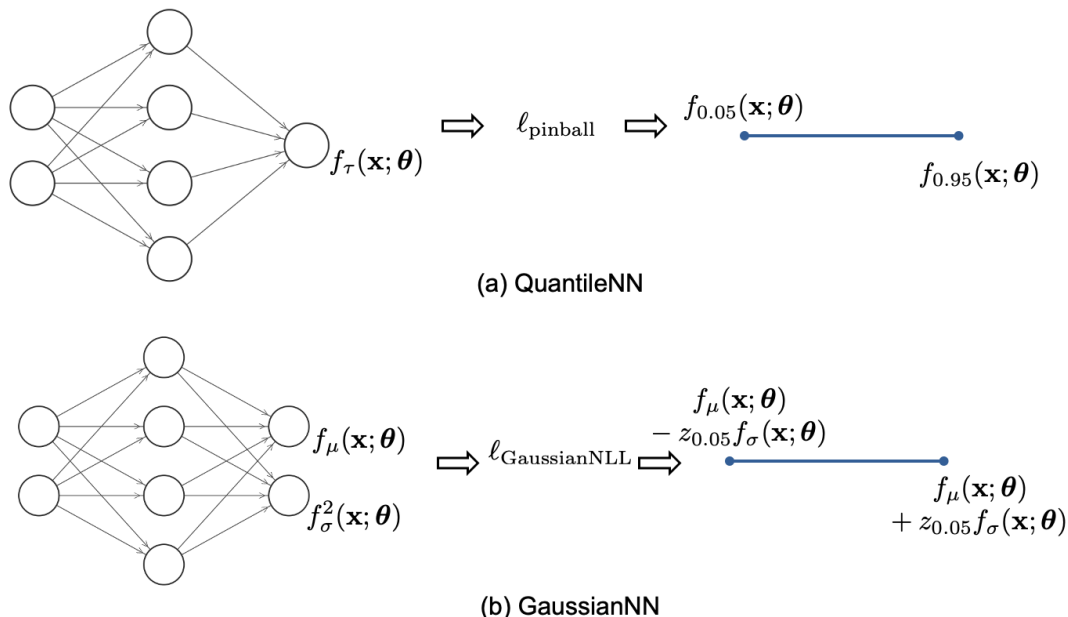 f_τ(x; θ)
ℓ_pinball
f_0.05(x; θ)
f_0.95(x; θ)
(a) QuantileNN
f_μ(x; θ)
f_σ^2(x; θ)
ℓ_GaussianNLL
f_μ(x; θ)
− z_0.05 f_σ(x; θ)
f_μ(x; θ)
+ z_0.05 f_σ(x; θ)
(b) GaussianNN